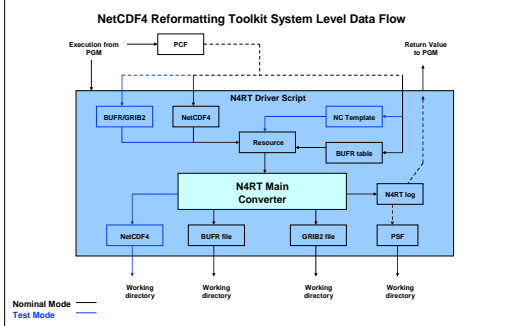 NetCDF4 Reformatting Toolkit System Level Data Flow
Execution from
PGM
PCF
Return Value
to PGM
N4RT Driver Script
BUFR/GRIB2
NetCDF4
NC Template
Resource
BUFR table
N4RT Main
Converter
N4RT log
NetCDF4
BUFR file
GRIB2 file
PSF
Working
directory
Working
directory
Working
directory
Working
directory
Nominal Mode
Test Mode